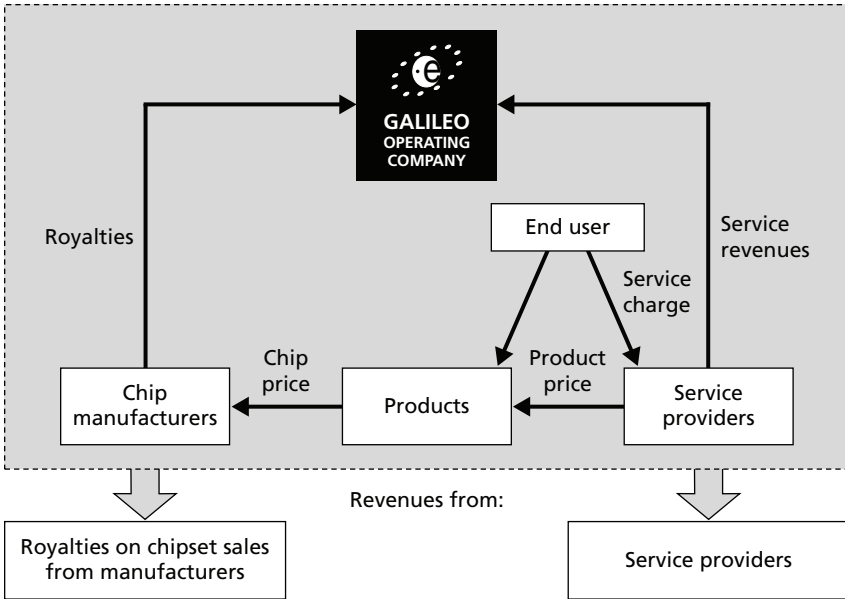 e
GALILEO
OPERATING
COMPANY
Royalties
End user
Service
revenues
Service
charge
Chip
price
Product
price
Chip
manufacturers
Products
Service
providers
Revenues from:
Royalties on chipset sales
from manufacturers
Service providers